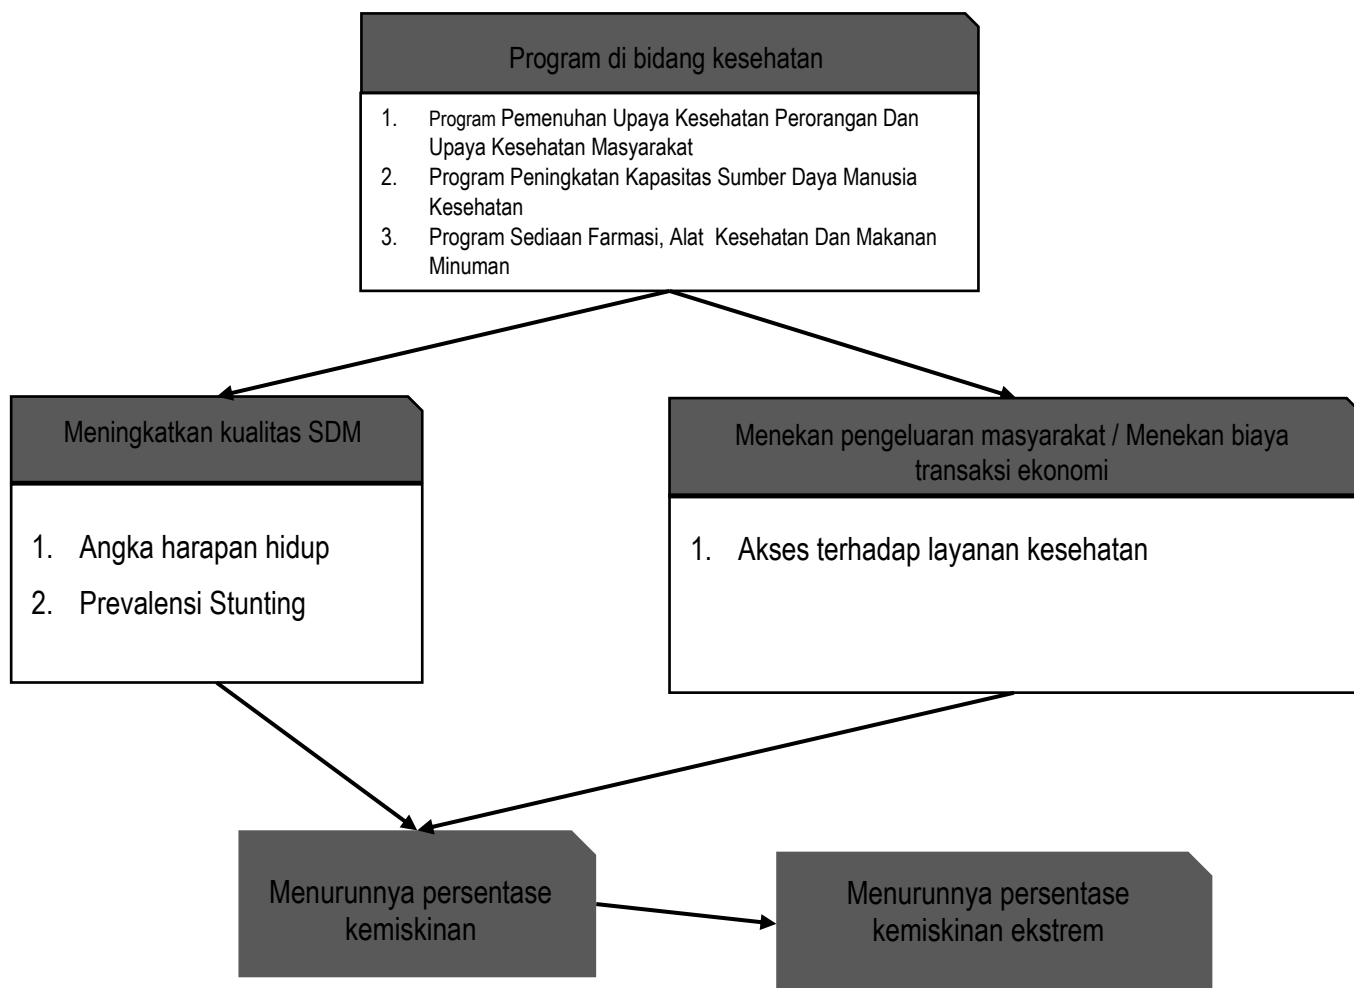 Program di bidang kesehatan
1. Program Pemenuhan Upaya Kesehatan Perorangan Dan
Upaya Kesehatan Masyarakat
2. Program Peningkatan Kapasitas Sumber Daya Manusia
Kesehatan
3. Program Sediaan Farmasi, Alat Kesehatan Dan Makanan
Minuman
Meningkatkan kualitas SDM
1. Angka harapan hidup
2. Prevalensi Stunting
Menekan pengeluaran masyarakat / Menekan biaya
transaksi ekonomi
1. Akses terhadap layanan kesehatan
Menurunnya persentase
kemiskinan
Menurunnya persentase
kemiskinan ekstrem